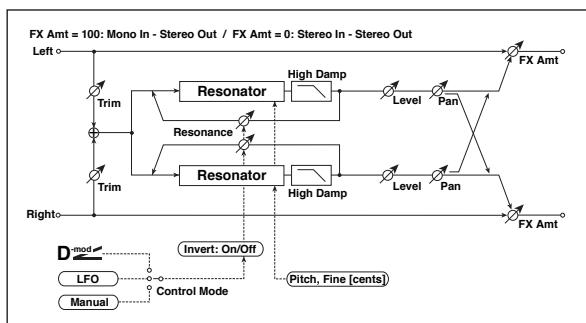 FX Amt = 100: Mono In - Stereo Out / FX Amt = 0: Stereo In - Stereo Out
Left
FX Amt
High Damp
Resonator
Trim
Level
Pan
Resonance
Resonator
High Damp
Level
Pan
Trim
Right
FX Amt
D-mod
Invert: On/Off
LFO
Control Mode
Pitch, Fine [cents]
Manual